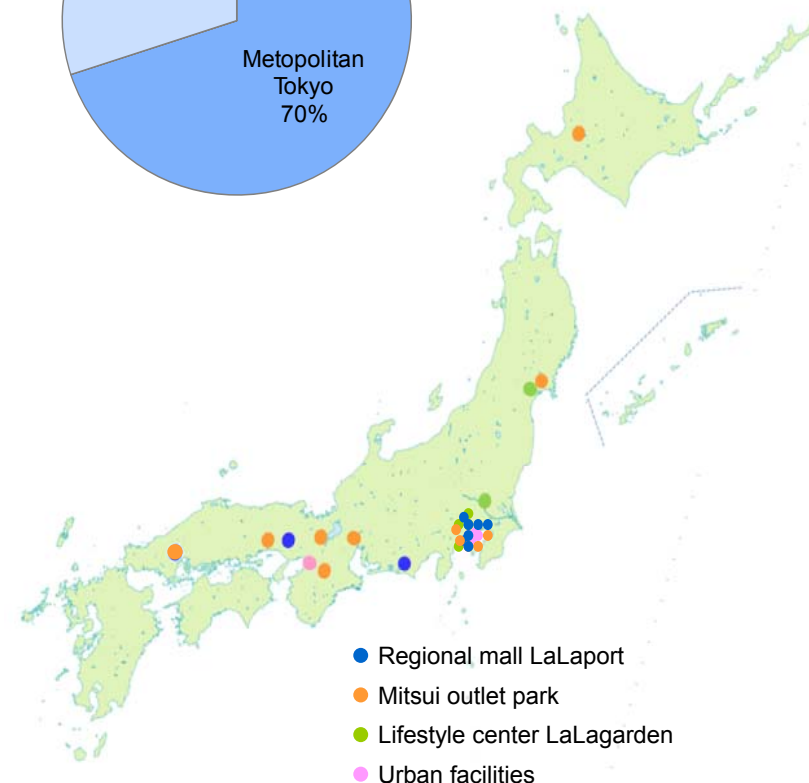 Metopolitan
Tokyo
70%
Regional mall LaLaport
Mitsui outlet park
Lifestyle center LaLagarden
Urban facilities